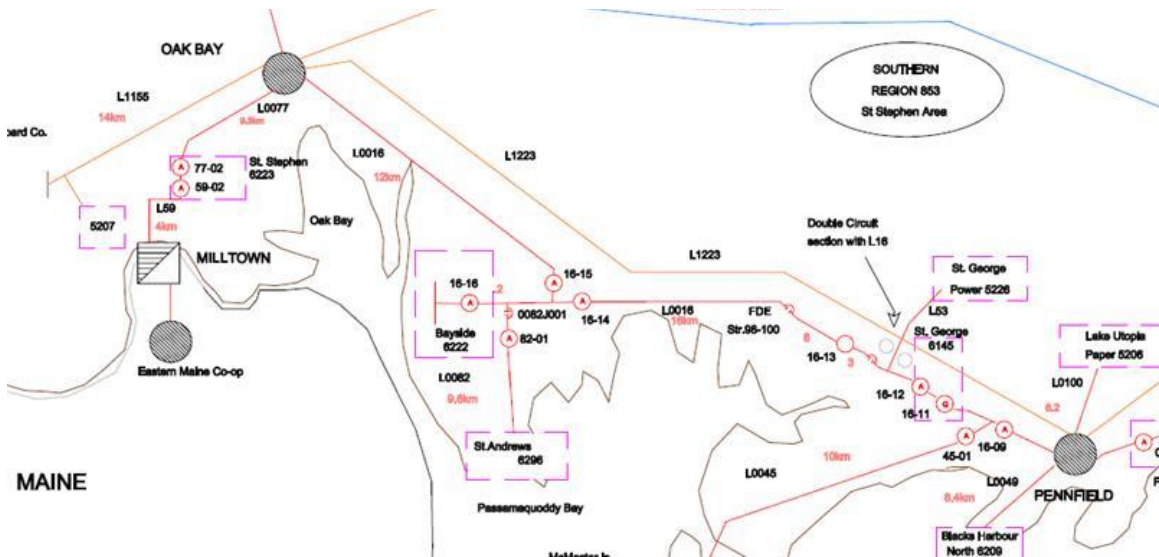 OAK BAY
SOUTHERN
REGION 853
St Stephen Area
L1155
14km
L0077
9.8km
oard Co.
77-02
59-02
St. Stephen
6223
L0016
12km
L1223
5207
L59
4km
Oak Bay
Double Circuit
section with L16
MILLTOWN
L1223
St. George
Power 5226
16-15
16-16
.2
16-14
0082J001
L0016
16km
FDE
Str.98-100
L53
St. George
6145
Bayside
6222
82-01
8
16-13
3
Lake Utopia
Paper 5206
Eastern Maine Co-op
L0082
9.6km
16-12
16-11
L0100
6.2
St.Andrews
6296
10km
45-01
16-09
L0045
L0049
8.4km
PENNFIELD
MAINE
Passamaquoddy Bay
Blacks Harbour
North 6209